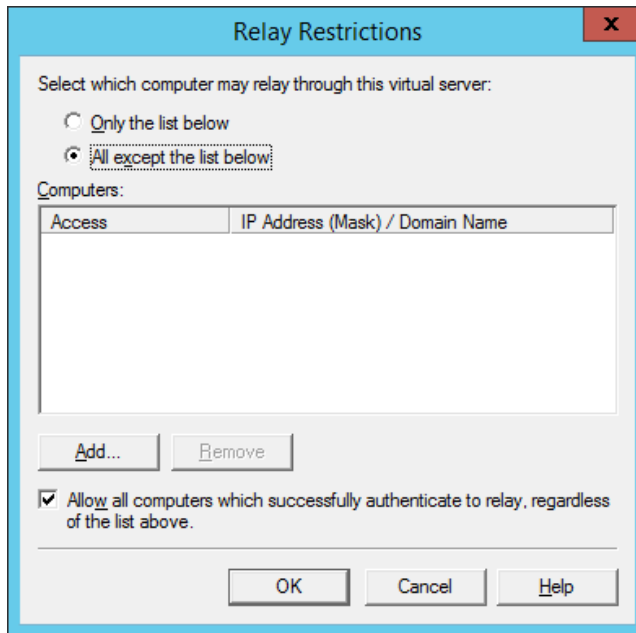 Relay Restrictions
x
Select which computer may relay through this virtual server:
Only the list below
All except the list below
Computers:
Access IP Address (Mask) / Domain Name
Add... Remove
Allow all computers which successfully authenticate to relay, regardless
of the list above.
OK Cancel Help